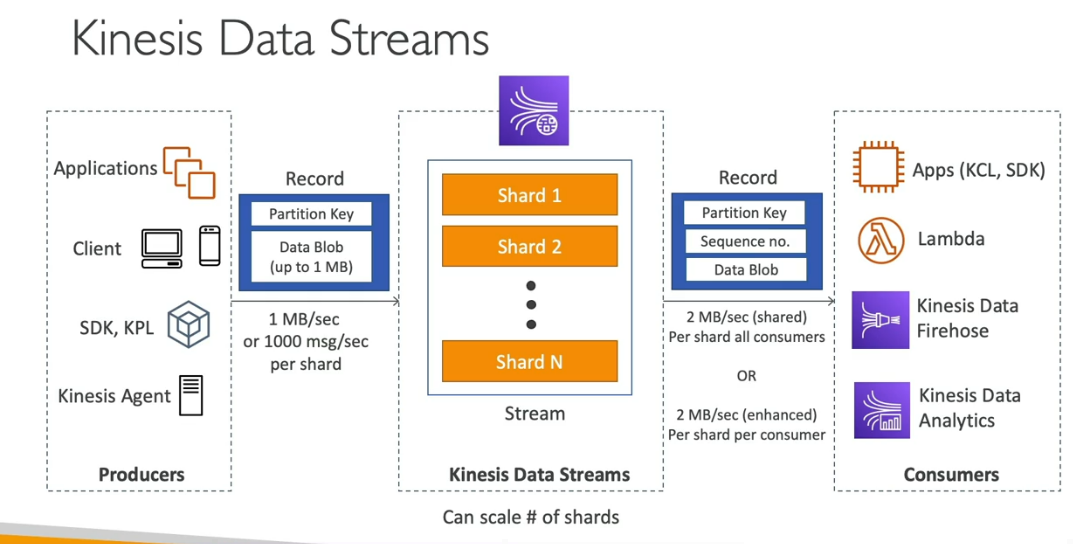 Kinesis Data Streams
Applications
Client
SDK, KPL
Kinesis Agent
Producers
Record
Partition Key
Data Blob
(up to 1 MB)
1 MB/sec
or 1000 msg/sec
per shard
Shard 1
Shard 2
Shard N
Stream
Kinesis Data Streams
Can scale # of shards
Record
Partition Key
Sequence no.
Data Blob
2 MB/sec (shared)
Per shard all consumers
OR
2 MB/sec (enhanced)
Per shard per consumer
Apps (KCL, SDK)
Lambda
Kinesis Data
Firehose
Kinesis Data
Analytics
Consumers